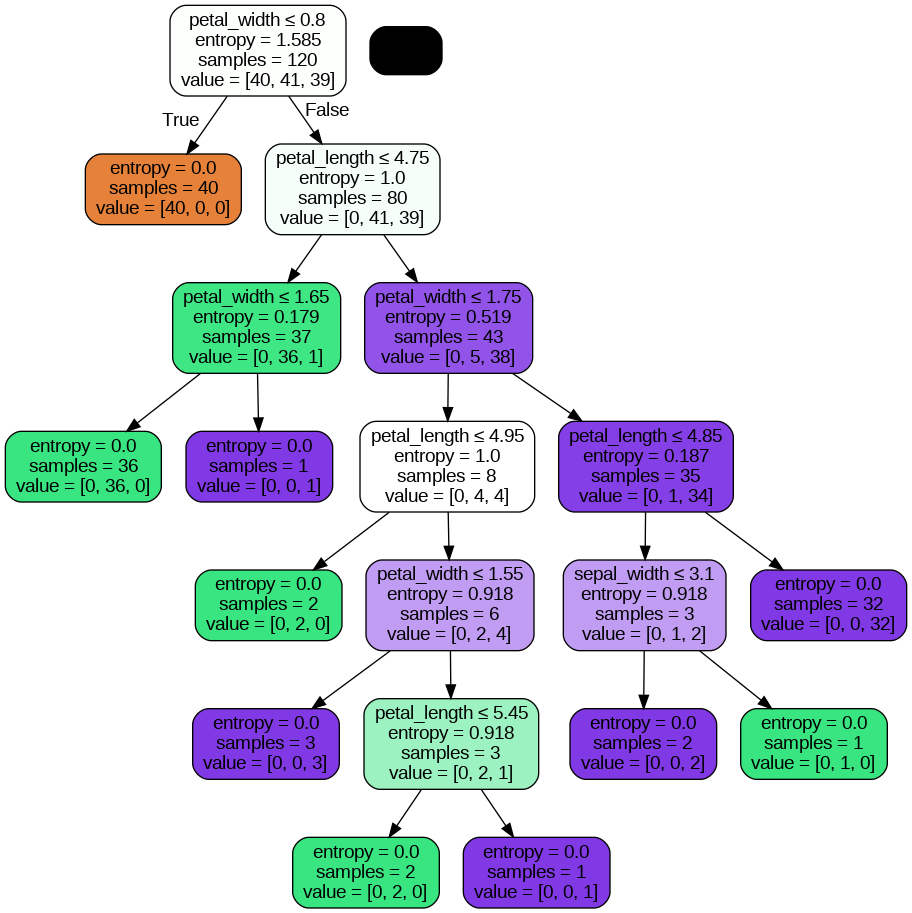 petal_width ≤ 0.8
entropy = 1.585
samples = 120
value = [40, 41, 39]
True
False
entropy = 0.0
samples = 40
value = [40, 0, 0]
petal_length ≤ 4.75
entropy = 1.0
samples = 80
value = [0, 41, 39]
petal_width ≤ 1.65
entropy = 0.179
samples = 37
value = [0, 36, 1]
petal_width ≤ 1.75
entropy = 0.519
samples = 43
value = [0, 5, 38]
entropy = 0.0
samples = 36
value = [0, 36, 0]
entropy = 0.0
samples = 1
value = [0, 0, 1]
petal_length ≤ 4.95
entropy = 1.0
samples = 8
value = [0, 4, 4]
petal_length ≤ 4.85
entropy = 0.187
samples = 35
value = [0, 1, 34]
entropy = 0.0
samples = 2
value = [0, 2, 0]
petal_width ≤ 1.55
entropy = 0.918
samples = 6
value = [0, 2, 4]
sepal_width ≤ 3.1
entropy = 0.918
samples = 3
value = [0, 1, 2]
entropy = 0.0
samples = 32
value = [0, 0, 32]
entropy = 0.0
samples = 3
value = [0, 0, 3]
petal_length ≤ 5.45
entropy = 0.918
samples = 3
value = [0, 2, 1]
entropy = 0.0
samples = 2
value = [0, 0, 2]
entropy = 0.0
samples = 1
value = [0, 1, 0]
entropy = 0.0
samples = 2
value = [0, 2, 0]
entropy = 0.0
samples = 1
value = [0, 0, 1]